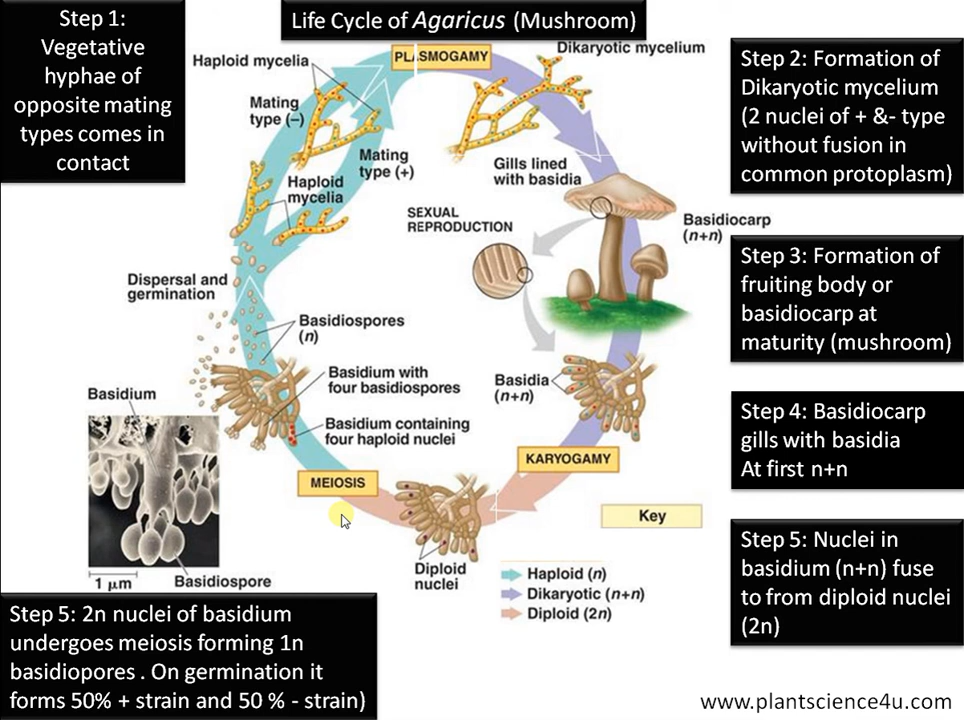 Step 1:
Vegetative
hyphae of
opposite mating
types comes in
contact
Life Cycle of Agaricus (Mushroom)
PLASMOGAMY
Haploid mycelia
Dikaryotic mycelium
Mating
type (–)
Mating
type (+)
Haploid
mycelia
Gills lined
with basidia
SEXUAL
REPRODUCTION
Basidiocarp
(n+n)
Dispersal and
germination
Basidiospores
(n)
Basidium with
four basidiospores
Basidium containing
four haploid nuclei
Basidia
(n+n)
KARYOGAMY
MEIOSIS
Diploid
nuclei
Basidium
Basidiospore
1 μm
Key
Haploid (n)
Dikaryotic (n+n)
Diploid (2n)
Step 2: Formation of
Dikaryotic mycelium
(2 nuclei of + &- type
without fusion in
common protoplasm)
Step 3: Formation of
fruiting body or
basidiocarp at
maturity (mushroom)
Step 4: Basidiocarp
gills with basidia
At first n+n
Step 5: Nuclei in
basidium (n+n) fuse
to from diploid nuclei
(2n)
Step 5: 2n nuclei of basidium
undergoes meiosis forming 1n
basidiopores . On germination it
forms 50% + strain and 50 % - strain)
www.plantscience4u.com